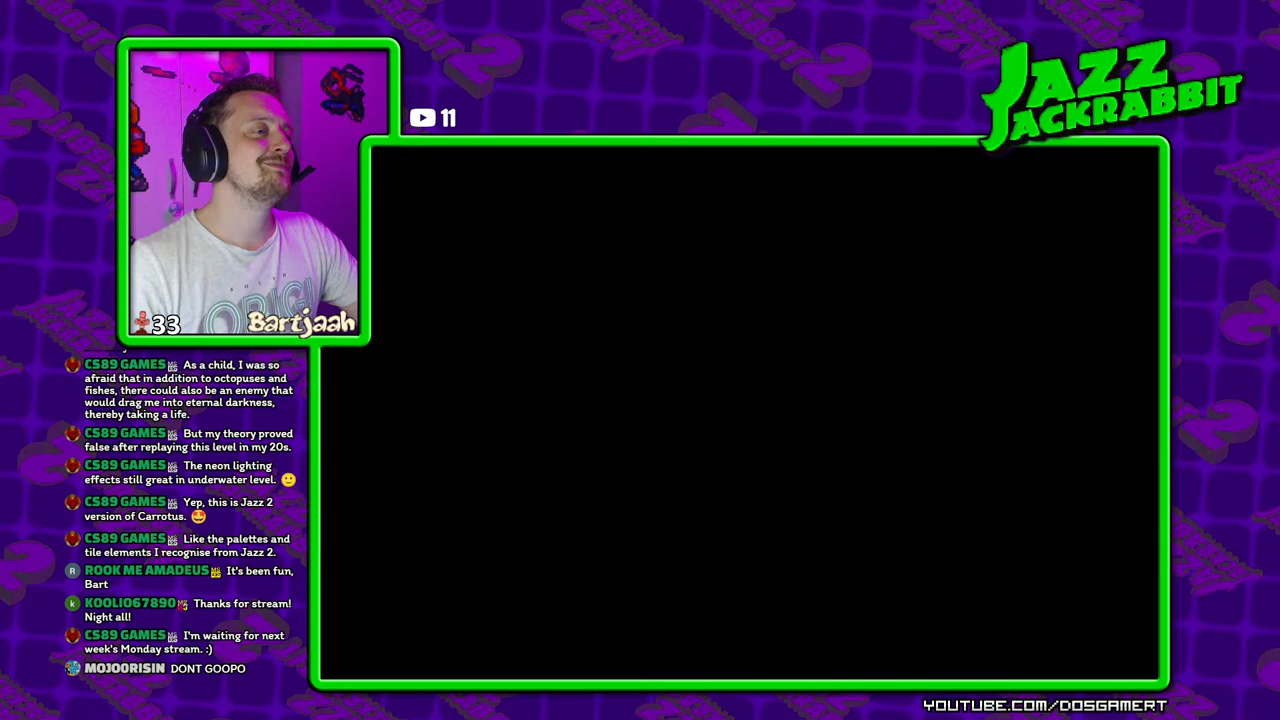 JAZZ
JACKRABBIT
11
ORIGI
33
Bartjaah
CS89 GAMES As a child, I was so
afraid that in addition to octopuses and
fishes, there could also be an enemy that
would drag me into eternal darkness,
thereby taking a life.
CS89 GAMES But my theory proved
false after replaying this level in my 20s.
CS89 GAMES The neon lighting
effects still great in underwater level. 🙂
CS89 GAMES Yep, this is Jazz 2
version of Carrotus. 🤩
CS89 GAMES Like the palettes and
tile elements I recognise from Jazz 2.
R ROOK ME AMADEUS It's been fun,
Bart
k KOOLIO67890 Thanks for stream!
Night all!
CS89 GAMES I'm waiting for next
week's Monday stream. :)
MOJOORISIN DONT GOOPO
YOUTUBE.COM/DOSGAMERT